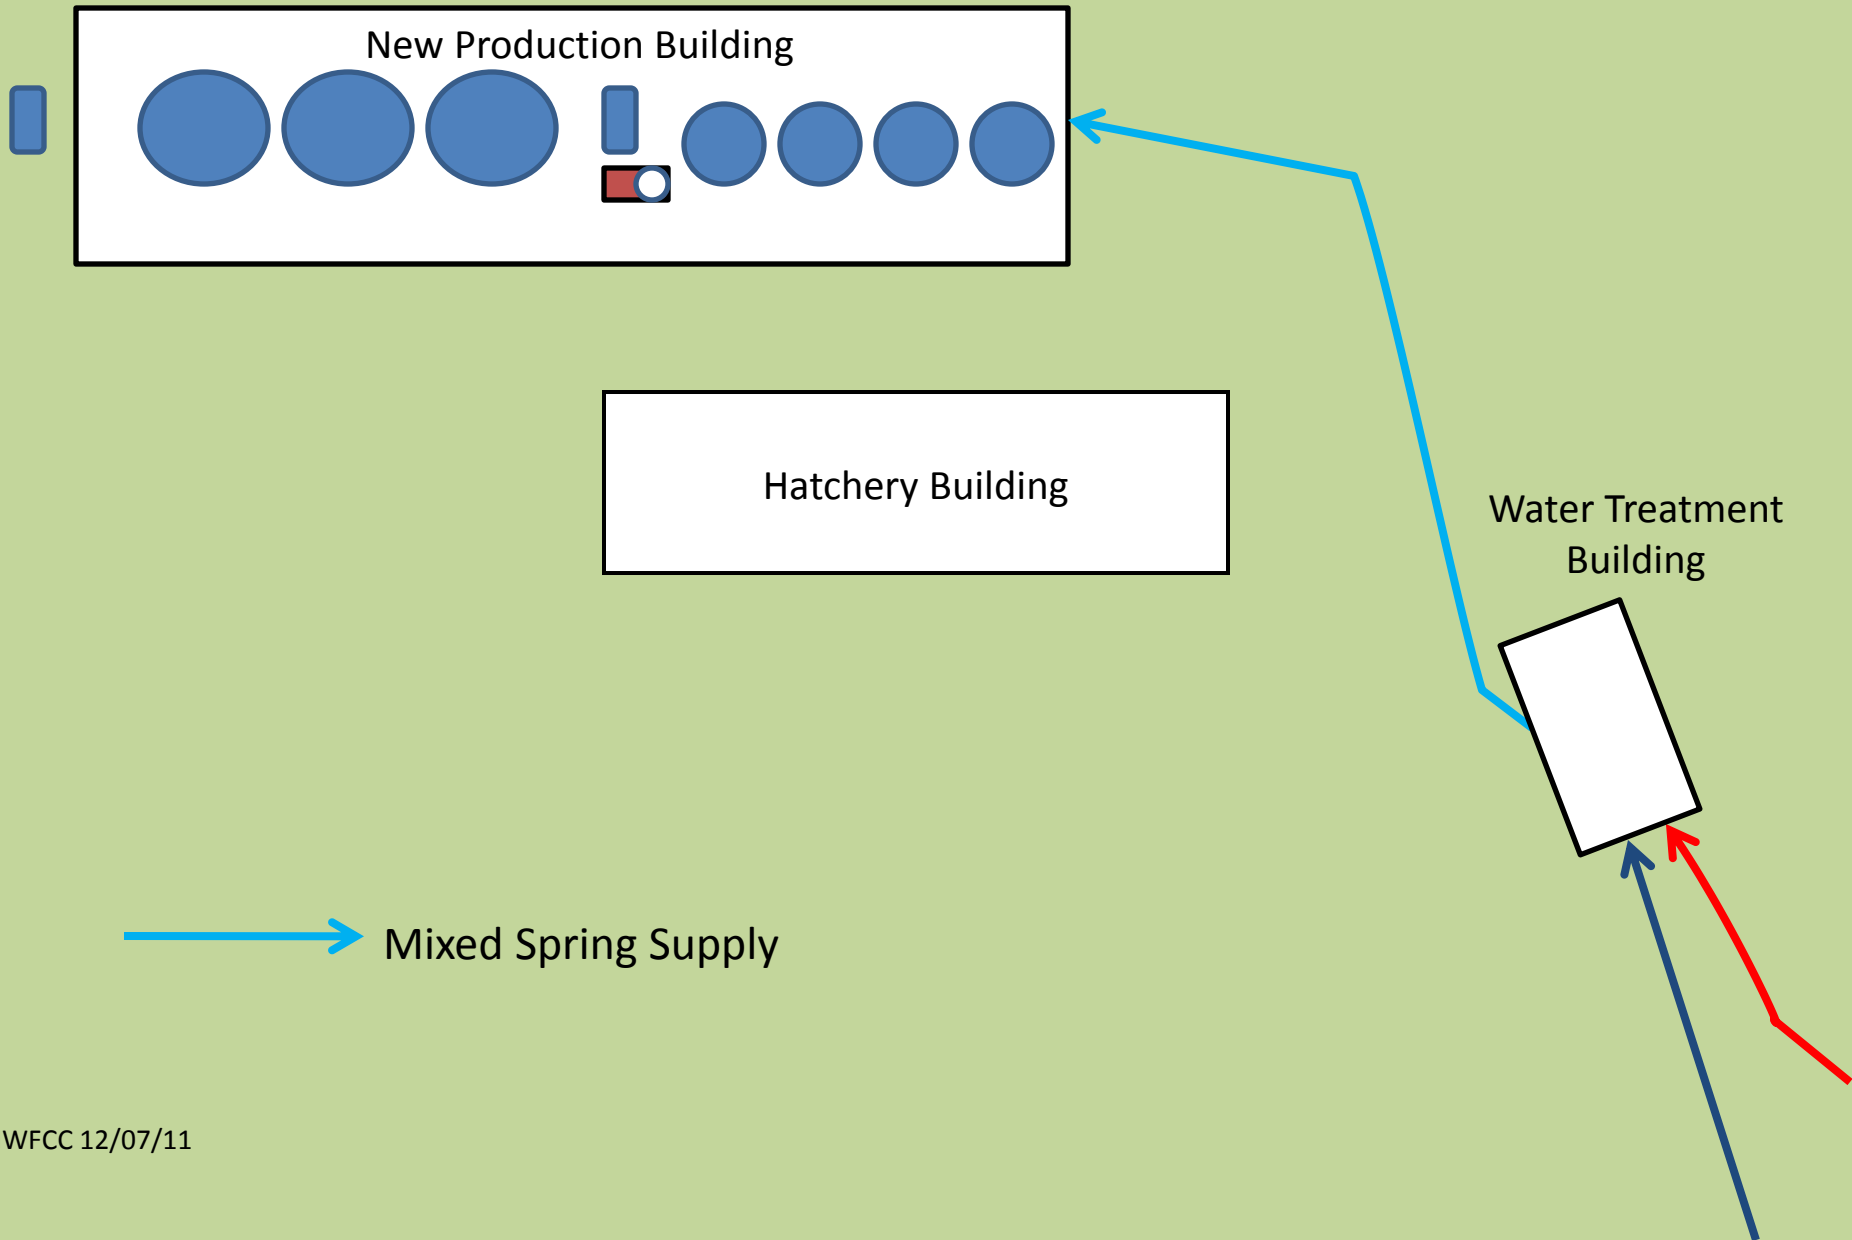 New Production Building
Hatchery Building
Water Treatment
Building
Mixed Spring Supply
WFCC 12/07/11